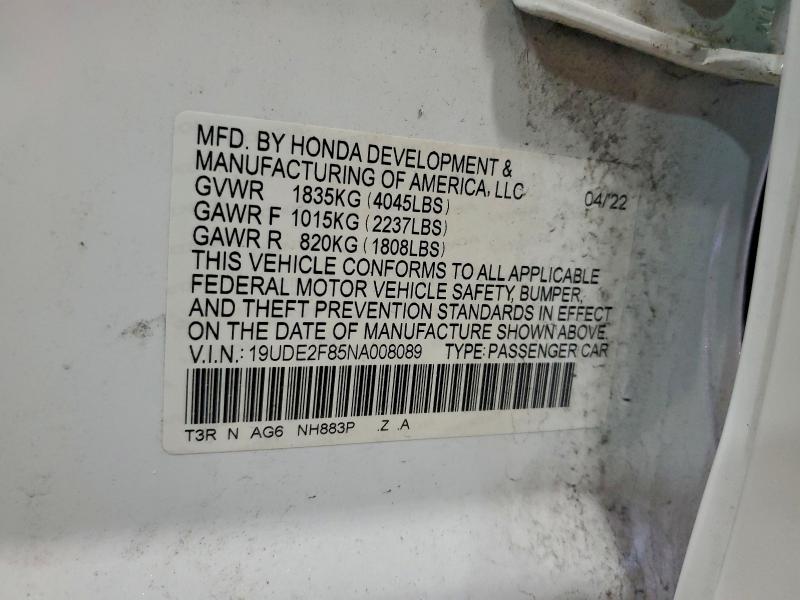 MFD. BY HONDA DEVELOPMENT &
MANUFACTURING OF AMERICA, LLC
GVWR 1835KG (4045LBS) 04/22
GAWR F 1015KG (2237LBS)
GAWR R 820KG (1808LBS)
THIS VEHICLE CONFORMS TO ALL APPLICABLE
FEDERAL MOTOR VEHICLE SAFETY, BUMPER,
AND THEFT PREVENTION STANDARDS IN EFFECT
ON THE DATE OF MANUFACTURE SHOWN ABOVE.
V.I.N.: 19UDE2F85NA008089 TYPE: PASSENGER CAR
T3R N AG6 NH883P .Z .A